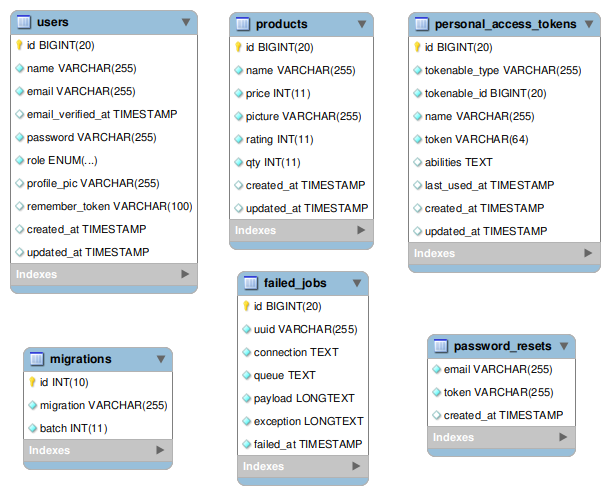 users
id BIGINT(20)
name VARCHAR(255)
email VARCHAR(255)
email_verified_at TIMESTAMP
password VARCHAR(255)
role ENUM(...)
profile_pic VARCHAR(255)
remember_token VARCHAR(100)
created_at TIMESTAMP
updated_at TIMESTAMP
Indexes
products
id BIGINT(20)
name VARCHAR(255)
price INT(11)
picture VARCHAR(255)
rating INT(11)
qty INT(11)
created_at TIMESTAMP
updated_at TIMESTAMP
Indexes
personal_access_tokens
id BIGINT(20)
tokenable_type VARCHAR(255)
tokenable_id BIGINT(20)
name VARCHAR(255)
token VARCHAR(64)
abilities TEXT
last_used_at TIMESTAMP
created_at TIMESTAMP
updated_at TIMESTAMP
Indexes
migrations
id INT(10)
migration VARCHAR(255)
batch INT(11)
Indexes
failed_jobs
id BIGINT(20)
uuid VARCHAR(255)
connection TEXT
queue TEXT
payload LONGTEXT
exception LONGTEXT
failed_at TIMESTAMP
Indexes
password_resets
email VARCHAR(255)
token VARCHAR(255)
created_at TIMESTAMP
Indexes